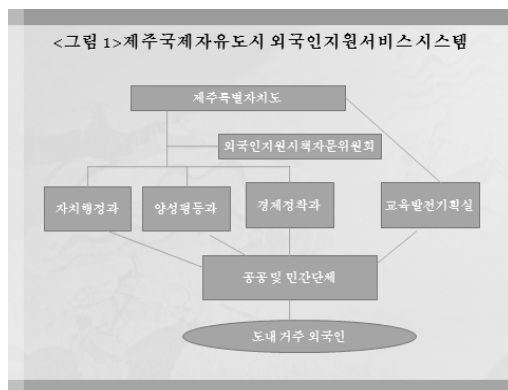 <그림 1>제주국제자유도시 외국인지원서비스 시스템
제주특별자치도
외국인지원시책자문위원회
자치행정과
양성평등과
경제정착과
교육발전기획실
공공 및 민간단체
도내 거주 외국인